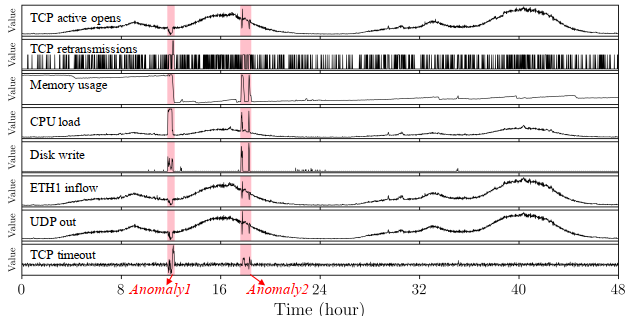 Value TCP active opens
Value TCP retransmissions
Value Memory usage
Value CPU load
Value Disk write
Value ETH1 inflow
Value UDP out
Value TCP timeout
0 8 16 24 32 40 48
Anomaly1 Anomaly2
Time (hour)